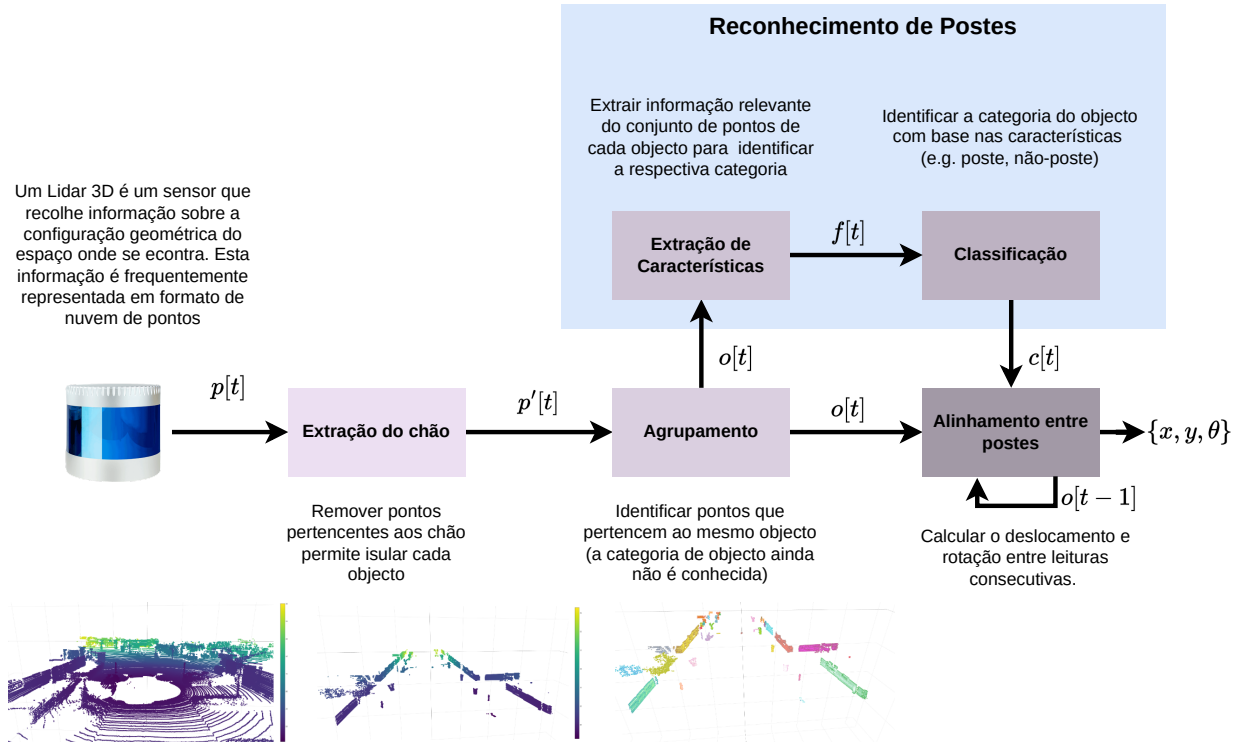 Reconhecimento de Postes
Extrair informação relevante
do conjunto de pontos de
cada objecto para  identificar
a respectiva categoria
Identificar a categoria do objecto
com base nas características
(e.g. poste, não-poste)
Um Lidar 3D é um sensor que
recolhe informação sobre a
configuração geométrica do
espaço onde se econtra. Esta
informação é frequentemente
representada em formato de
nuvem de pontos
Extração de
Características
f[t]
Classificação
o[t]
c[t]
p[t]
Extração do chão
p'[t]
Agrupamento
o[t]
Alinhamento entre
postes
{x, y, θ}
o[t − 1]
Remover pontos
pertencentes aos chão
permite isular cada
objecto
Identificar pontos que
pertencem ao mesmo objecto
(a categoria de objecto ainda
não é conhecida)
Calcular o deslocamento e
rotação entre leituras
consecutivas.